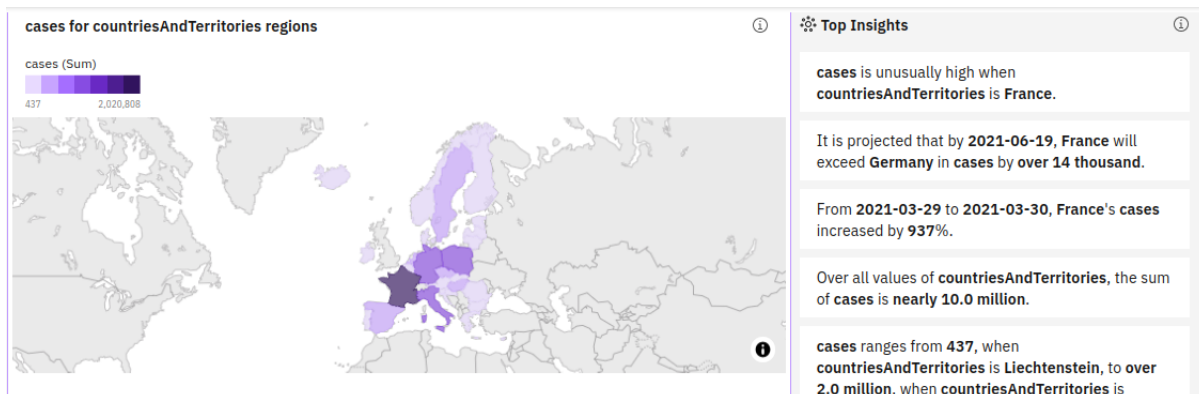 cases for countriesAndTerritories regions
cases (Sum)
437 2,020,808
Top Insights
cases is unusually high when
countriesAndTerritories is France.
It is projected that by 2021-06-19, France will
exceed Germany in cases by over 14 thousand.
From 2021-03-29 to 2021-03-30, France's cases
increased by 937%.
Over all values of countriesAndTerritories, the sum
of cases is nearly 10.0 million.
cases ranges from 437, when
countriesAndTerritories is Liechtenstein, to over
2.0 million, when countriesAndTerritories is